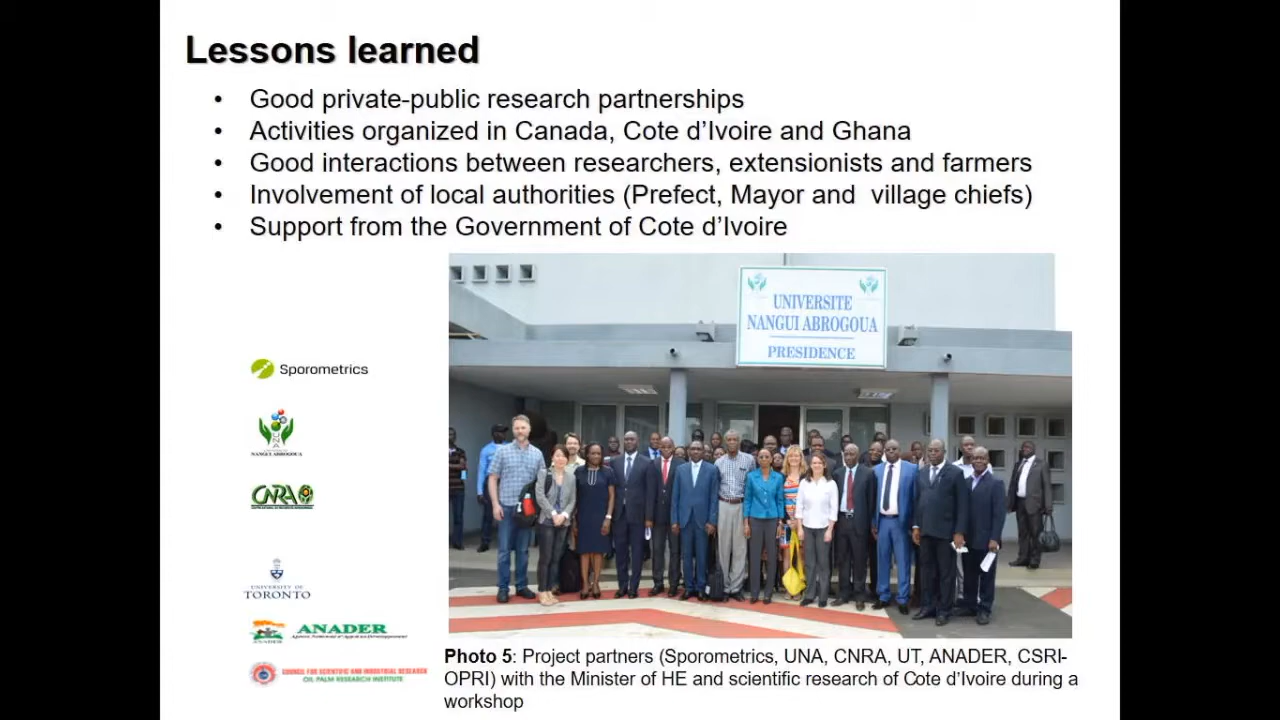 Lessons learned
• Good private-public research partnerships
• Activities organized in Canada, Cote d'Ivoire and Ghana
• Good interactions between researchers, extensionists and farmers
• Involvement of local authorities (Prefect, Mayor and  village chiefs)
• Support from the Government of Cote d'Ivoire
UNIVERSITE
NANGUI ABROGOUA
PRESIDENCE
Sporometrics
UNA
NANGUI ABROGOUA
CNRA
UNIVERSITY OF
TORONTO
ANADER
ANADER
COUNCIL FOR SCIENTIFIC AND INDUSTRIAL RESEARCH
OIL PALM RESEARCH INSTITUTE
Photo 5: Project partners (Sporometrics, UNA, CNRA, UT, ANADER, CSRI-
OPRI) with the Minister of HE and scientific research of Cote d'Ivoire during a
workshop